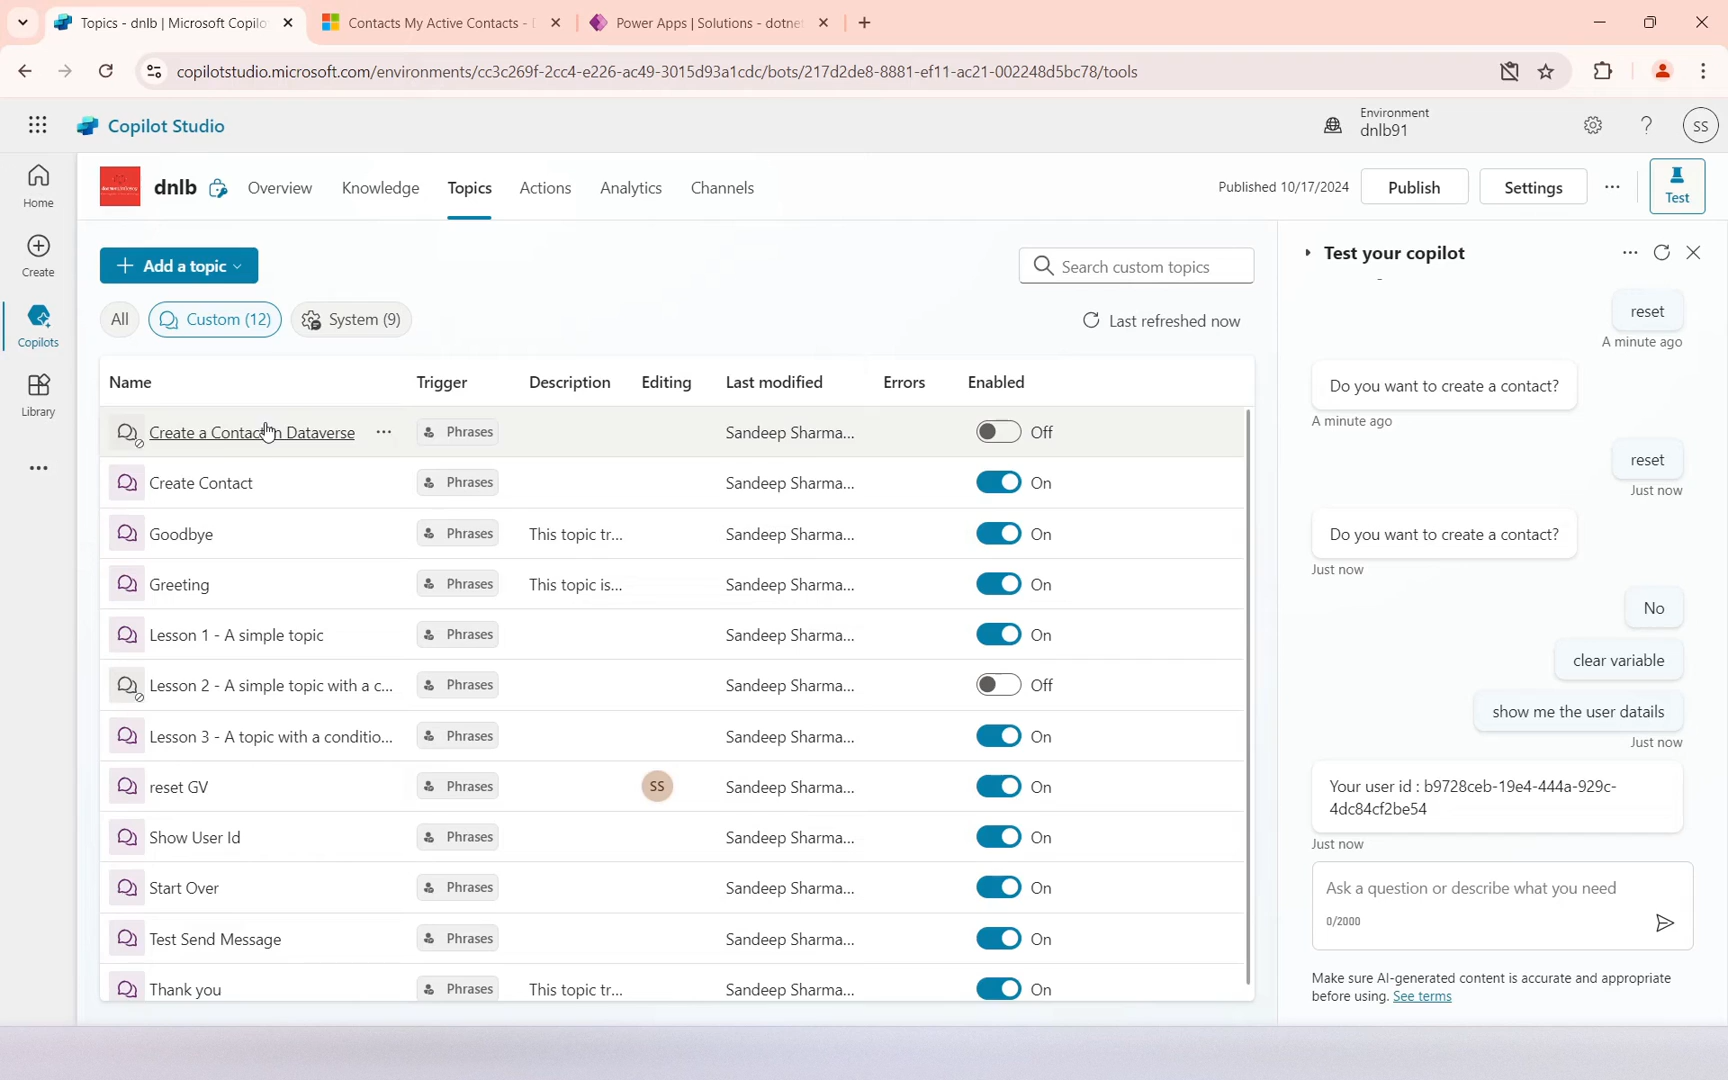 Topics - dnlb | Microsoft Copilo
Contacts My Active Contacts -
Power Apps | Solutions - dotne
copilotstudio.microsoft.com/environments/cc3c269f-2cc4-e226-ac49-3015d93a1cdc/bots/217d2de8-8881-ef11-ac21-002248d5bc78/tools
Copilot Studio
Environment
dnlb91
SS
Home
Create
Copilots
Library
dnlb
Overview
Knowledge
Topics
Actions
Analytics
Channels
Published 10/17/2024
Publish
Settings
Test
Add a topic
Search custom topics
All
Custom (12)
System (9)
Last refreshed now
Name Trigger Description Editing Last modified Errors Enabled
Create a Contact in Dataverse Phrases Sandeep Sharma... Off
Create Contact Phrases Sandeep Sharma... On
Goodbye Phrases This topic tr... Sandeep Sharma... On
Greeting Phrases This topic is... Sandeep Sharma... On
Lesson 1 - A simple topic Phrases Sandeep Sharma... On
Lesson 2 - A simple topic with a c... Phrases Sandeep Sharma... Off
Lesson 3 - A topic with a conditio... Phrases Sandeep Sharma... On
reset GV Phrases SS Sandeep Sharma... On
Show User Id Phrases Sandeep Sharma... On
Start Over Phrases Sandeep Sharma... On
Test Send Message Phrases Sandeep Sharma... On
Thank you Phrases This topic tr... Sandeep Sharma... On
Test your copilot
reset
A minute ago
Do you want to create a contact?
A minute ago
reset
Just now
Do you want to create a contact?
Just now
No
clear variable
show me the user datails
Just now
Your user id : b9728ceb-19e4-444a-929c-
4dc84cf2be54
Just now
Ask a question or describe what you need
0/2000
Make sure AI-generated content is accurate and appropriate
before using. See terms